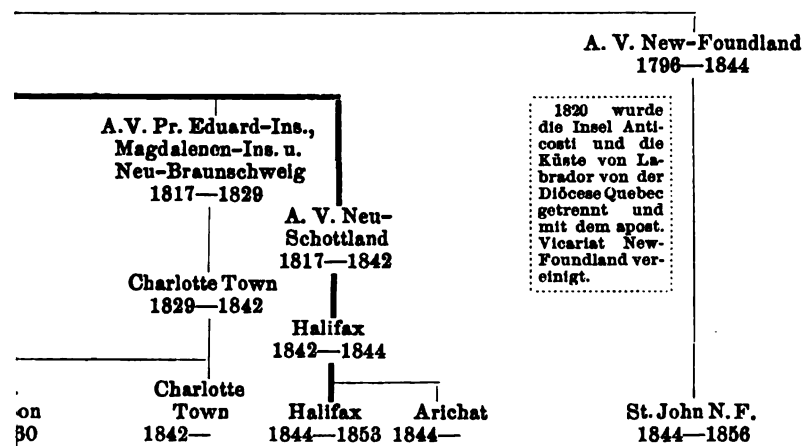 A. V. New-Foundland
1796—1844
A.V. Pr. Eduard-Ins.,
Magdalenen-Ins. u.
Neu-Braunschweig
1817—1829
1820 wurde
die Insel Anti-
costi und die
Küste von La-
brador von der
Diöcese Quebec
getrennt und
mit dem apost.
Vicariat New-
Foundland ver-
einigt.
A. V. Neu-
Schottland
1817—1842
Charlotte Town
1829—1842
Halifax
1842—1844
Charlotte
Town
1842—
Halifax
1844—1853
Arichat
1844—
St. John N. F.
1844—1856